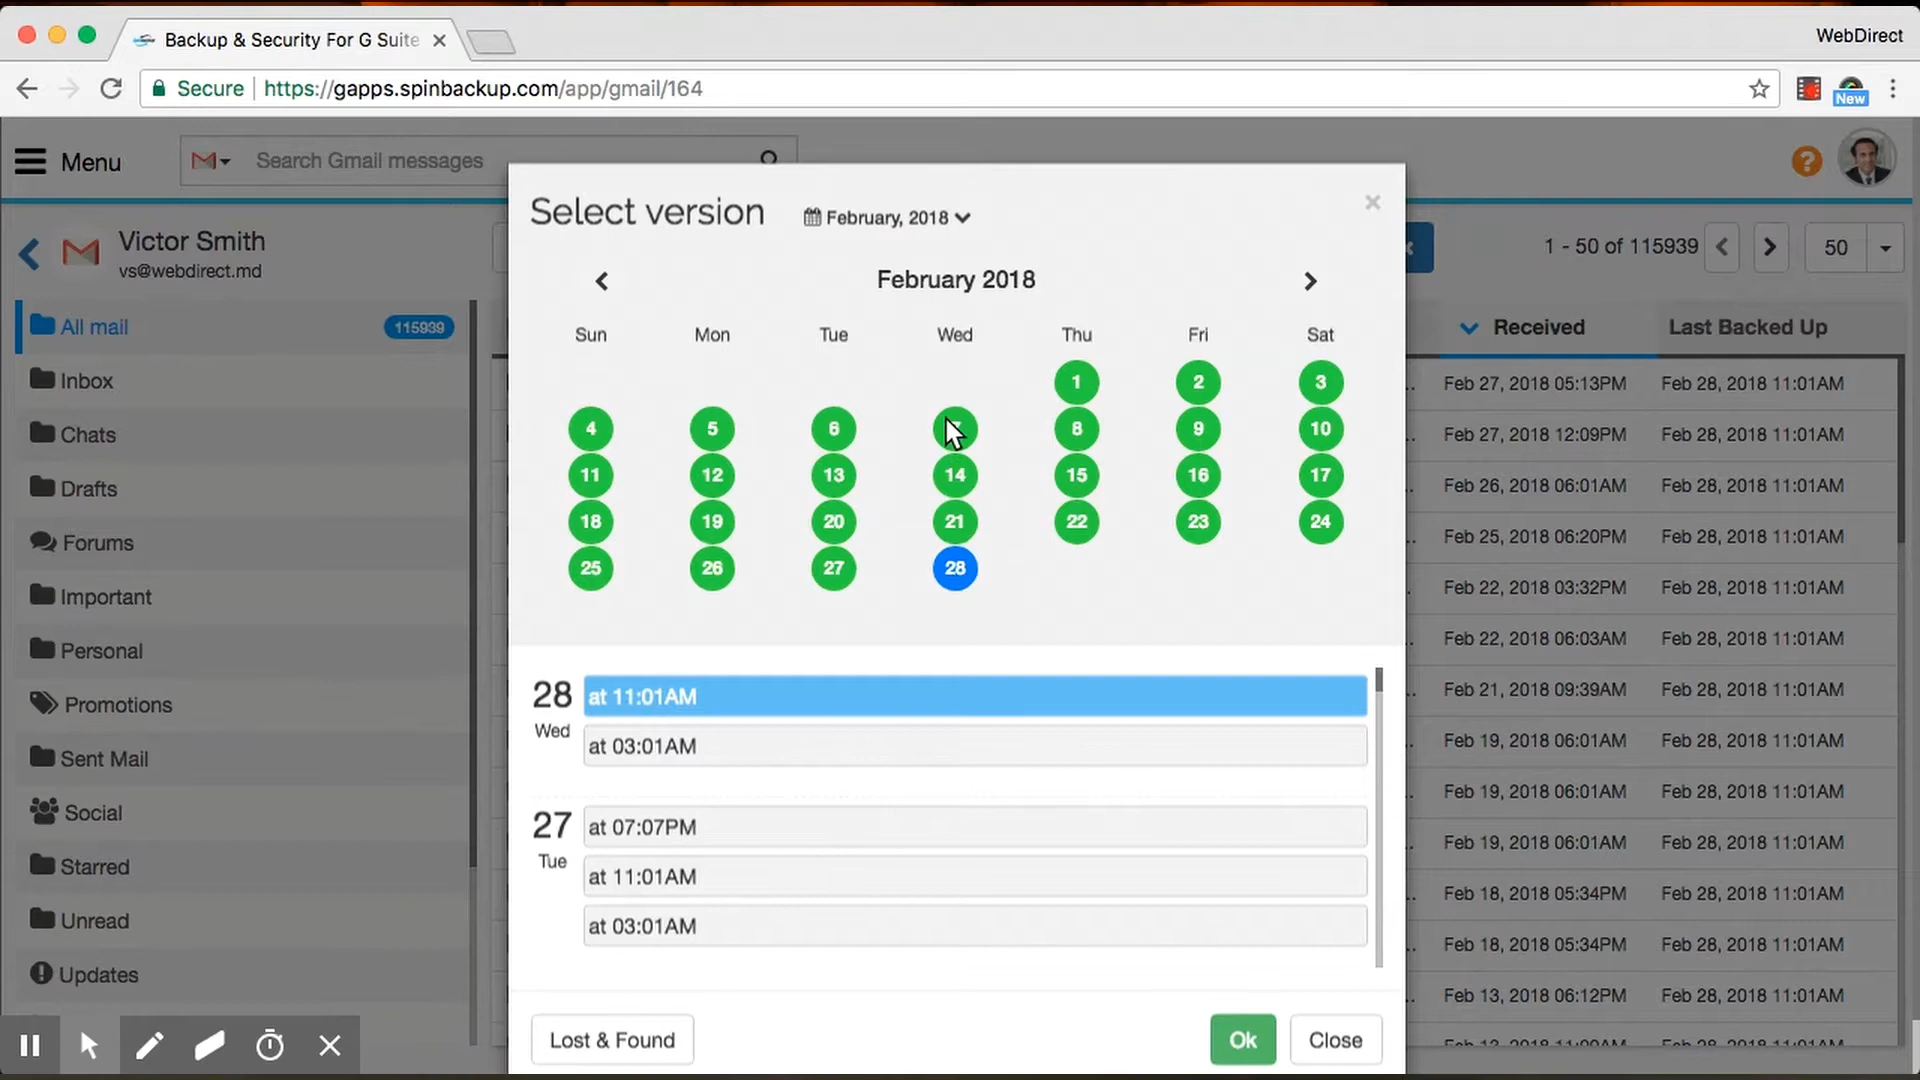 Backup & Security For G Suite
WebDirect
Secure https://gapps.spinbackup.com/app/gmail/164
New
Menu
Search Gmail messages
?
Victor Smith
vs@webdirect.md
1 - 50 of 115939
50
All mail 115939
Inbox
Chats
Drafts
Forums
Important
Personal
Promotions
Sent Mail
Social
Starred
Unread
Updates
Select version
February, 2018
×
February 2018
Sun Mon Tue Wed Thu Fri Sat
1 2 3
4 5 6 8 9 10
11 12 13 14 15 16 17
18 19 20 21 22 23 24
25 26 27 28
28 at 11:01AM
Wed
at 03:01AM
27 at 07:07PM
Tue
at 11:01AM
at 03:01AM
Lost & Found
Ok
Close
Received Last Backed Up
.. Feb 27, 2018 05:13PM Feb 28, 2018 11:01AM
Feb 27, 2018 12:09PM Feb 28, 2018 11:01AM
.. Feb 26, 2018 06:01AM Feb 28, 2018 11:01AM
.. Feb 25, 2018 06:20PM Feb 28, 2018 11:01AM
.. Feb 22, 2018 03:32PM Feb 28, 2018 11:01AM
.. Feb 22, 2018 06:03AM Feb 28, 2018 11:01AM
.. Feb 21, 2018 09:39AM Feb 28, 2018 11:01AM
.. Feb 19, 2018 06:01AM Feb 28, 2018 11:01AM
.. Feb 19, 2018 06:01AM Feb 28, 2018 11:01AM
.. Feb 19, 2018 06:01AM Feb 28, 2018 11:01AM
.. Feb 18, 2018 05:34PM Feb 28, 2018 11:01AM
.. Feb 18, 2018 05:34PM Feb 28, 2018 11:01AM
.. Feb 13, 2018 06:12PM Feb 28, 2018 11:01AM